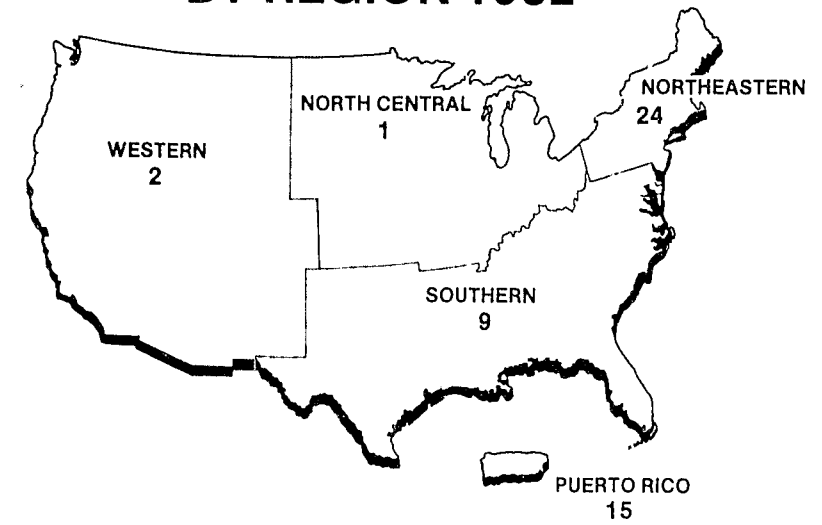 NORTHEASTERN
24
NORTH CENTRAL
1
WESTERN
2
SOUTHERN
9
PUERTO RICO
15